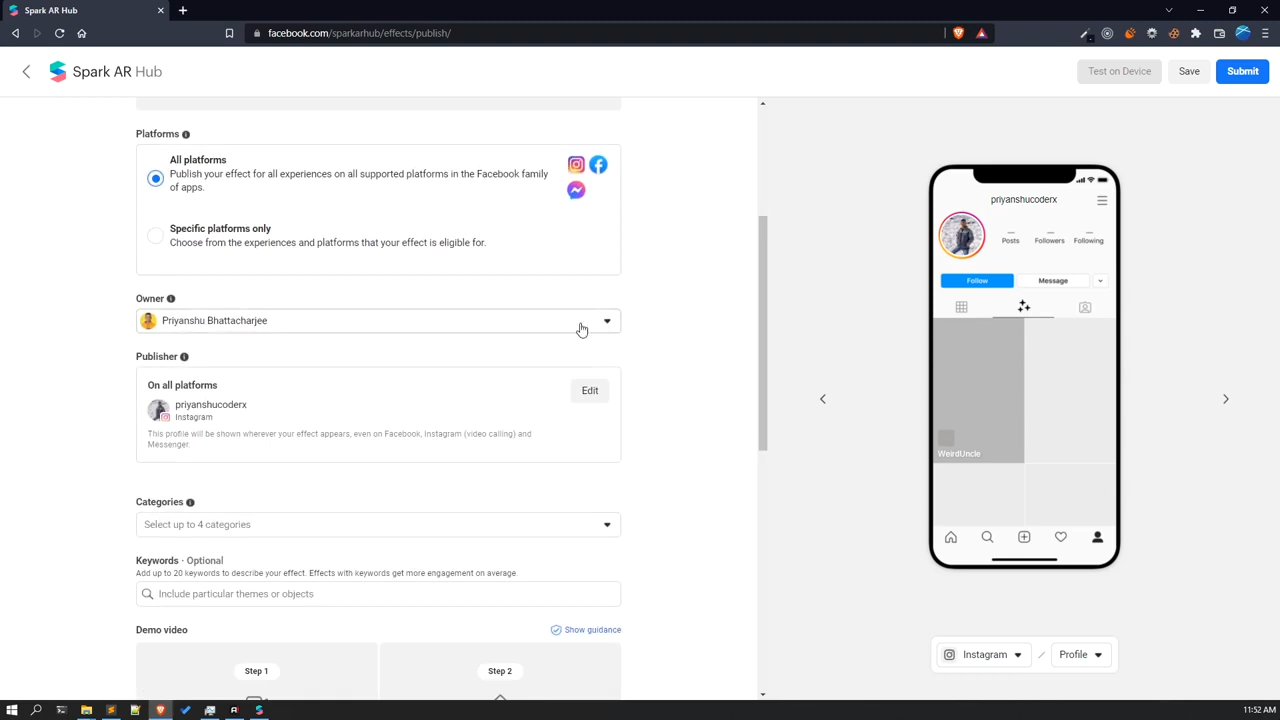 Spark AR Hub
facebook.com/sparkarhub/effects/publish/
Spark AR Hub
Test on Device
Save
Submit
Platforms
All platforms
Publish your effect for all experiences on all supported platforms in the Facebook family
of apps.
Specific platforms only
Choose from the experiences and platforms that your effect is eligible for.
Owner
Priyanshu Bhattacharjee
Publisher
On all platforms
Edit
priyanshucoderx
Instagram
This profile will be shown wherever your effect appears, even on Facebook, Instagram (video calling) and
Messenger.
Categories
Select up to 4 categories
Keywords · Optional
Add up to 20 keywords to describe your effect. Effects with keywords get more engagement on average.
Include particular themes or objects
Demo video
Show guidance
Step 1
Step 2
priyanshucoderx
Posts
Followers
Following
Follow
Message
WeirdUncle
Instagram
/
Profile
11:52 AM